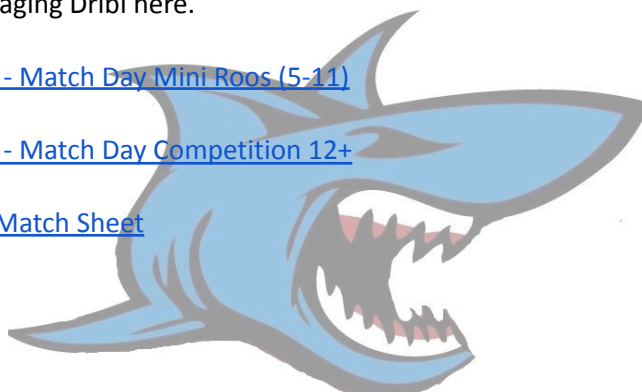 aging Dribl here.
- Match Day Mini Roos (5-11)
- Match Day Competition 12+
Match Sheet